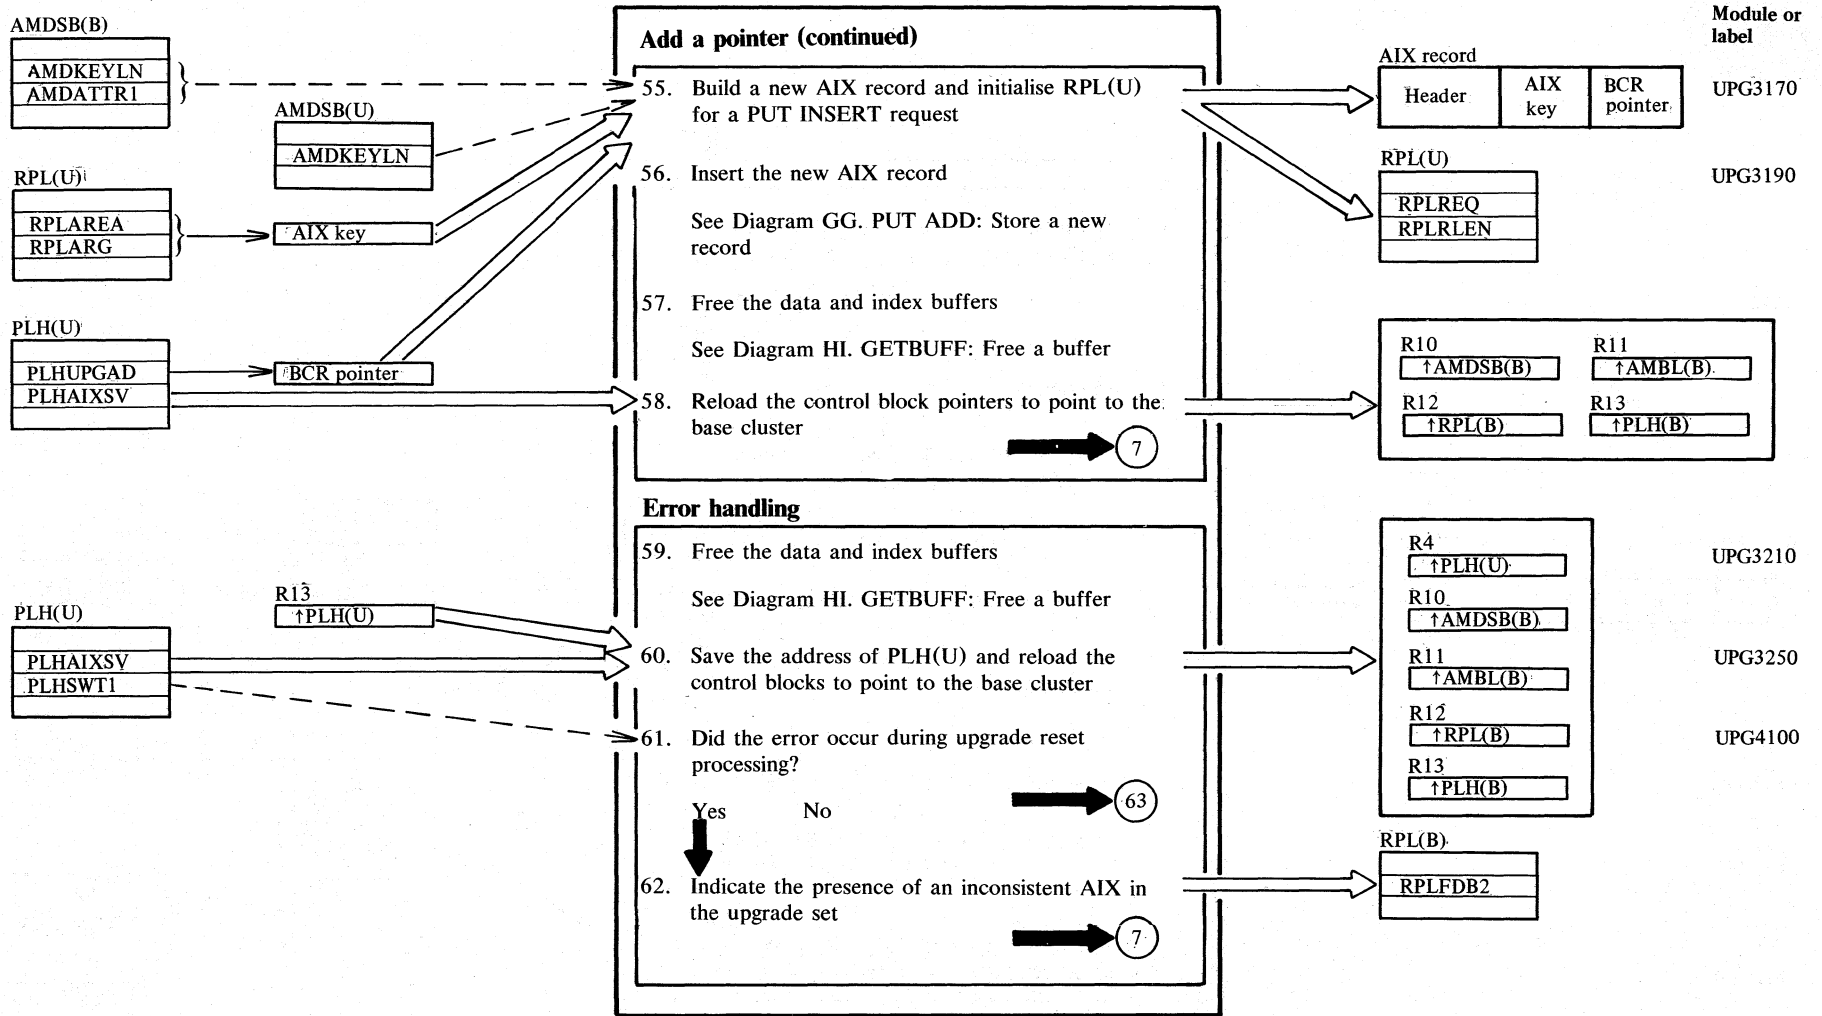 AMDSB(B)
AMDKEYLN
AMDATTR1
AMDSB(U)
AMDKEYLN
RPL(U)
RPLAREA
RPLARG
AIX key
PLH(U)
PLHUPGAD
PLHAIXSV
BCR pointer
R13
↑PLH(U)
PLH(U)
PLHAIXSV
PLHSWT1
Add a pointer (continued)
55. Build a new AIX record and initialise RPL(U)
for a PUT INSERT request
56. Insert the new AIX record
See Diagram GG. PUT ADD: Store a new
record
57. Free the data and index buffers
See Diagram HI. GETBUFF: Free a buffer
58. Reload the control block pointers to point to the
base cluster
7
Error handling
59. Free the data and index buffers
See Diagram HI. GETBUFF: Free a buffer
60. Save the address of PLH(U) and reload the
control blocks to point to the base cluster
61. Did the error occur during upgrade reset
processing?
63
Yes No
62. Indicate the presence of an inconsistent AIX in
the upgrade set
7
AIX record
Header
AIX
key
BCR
pointer
RPL(U)
RPLREQ
RPLRLEN
R10
↑AMDSB(B)
R11
↑AMBL(B)
R12
↑RPL(B)
R13
↑PLH(B)
R4
↑PLH(U)
R10
↑AMDSB(B)
R11
↑AMBL(B)
R12
↑RPL(B)
R13
↑PLH(B)
RPL(B)
RPLFDB2
Module or
label
UPG3170
UPG3190
UPG3210
UPG3250
UPG4100